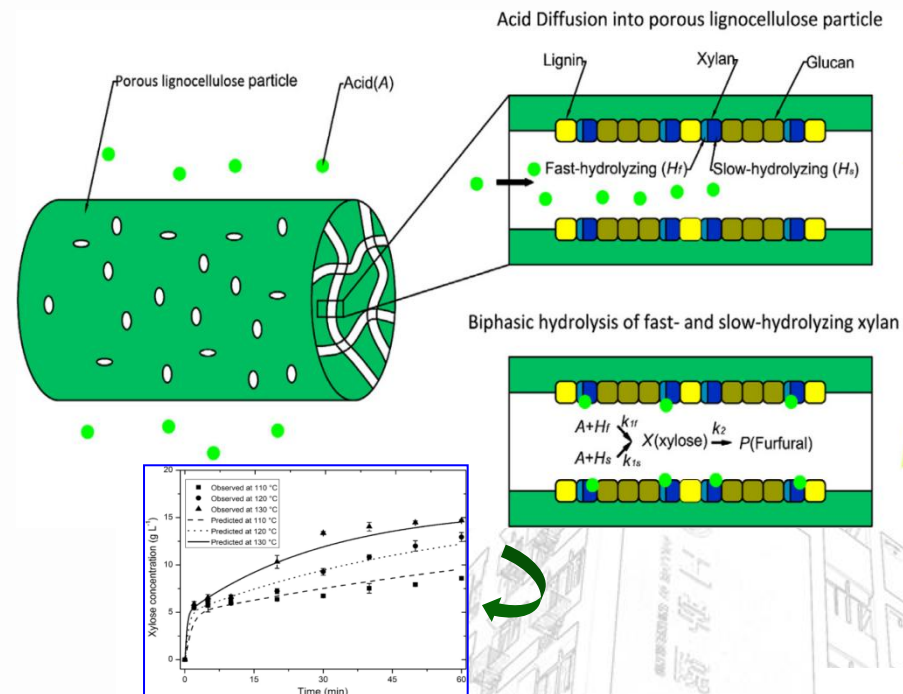 Acid Diffusion into porous lignocellulose particle
Lignin
Xylan
Glucan
Porous lignocellulose particle
Acid(A)
Fast-hydrolyzing (Hf)
Slow-hydrolyzing (Hs)
Biphasic hydrolysis of fast- and slow-hydrolyzing xylan
A+Hf k1f
X(xylose) k2 P(Furfural)
A+Hs k1s
Xylose concentration (g L-1)
20
15
10
5
0
Observed at 110 °C
Observed at 120 °C
Observed at 130 °C
Predicted at 110 °C
Predicted at 120 °C
Predicted at 130 °C
0 15 30 45 60
Time (min)